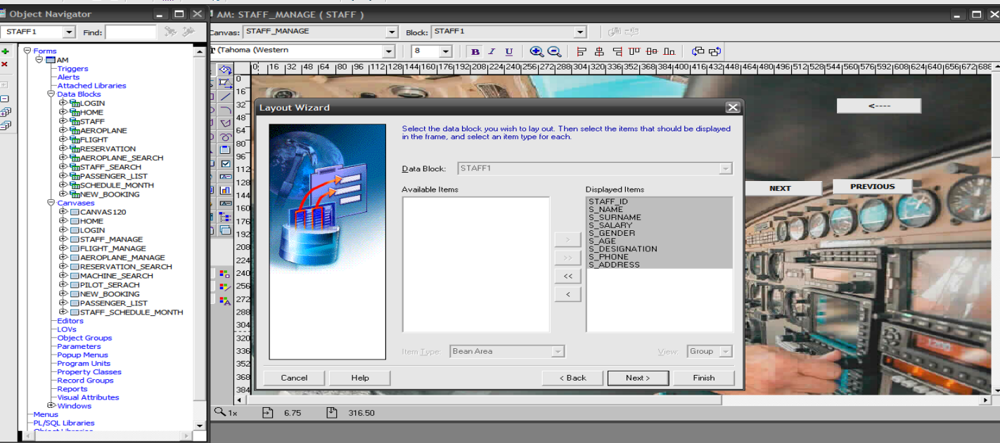 Object Navigator
STAFF1
Find:
Forms
AM
Triggers
Alerts
Attached Libraries
Data Blocks
LOGIN
HOME
STAFF
AEROPLANE
FLIGHT
RESERVATION
AEROPLANE_SEARCH
STAFF_SEARCH
PASSENGER_LIST
SCHEDULE_MONTH
NEW_BOOKING
Canvases
CANVAS120
HOME
LOGIN
STAFF_MANAGE
FLIGHT_MANAGE
AEROPLANE_MANAGE
RESERVATION_SEARCH
MACHINE_SEARCH
PILOT_SERACH
NEW_BOOKING
PASSENGER_LIST
STAFF_SCHEDULE_MONTH
Editors
LOVs
Object Groups
Parameters
Popup Menus
Program Units
Property Classes
Record Groups
Reports
Visual Attributes
Windows
Menus
PL/SQL Libraries
Object Libraries
AM: STAFF_MANAGE ( STAFF )
Canvas: STAFF_MANAGE
Block: STAFF1
(Tahoma (Western
8
B I U
0 16 32 48 64 80 96 112 128 144 160 176 192 208 224 240 256 272 288 304 320 336 352 368 384 400 416 432 448 464 480 496 512 528 544 560 576 592 608 624 640 656 672 688
0
16
32
48
64
80
96
112
128
144
160
176
192
208
224
240
256
272
288
304
320
336
352
368
384
<----
NEXT
PREVIOUS
Layout Wizard
Select the data block you wish to lay out. Then select the items that should be displayed
in the frame, and select an item type for each.
Data Block: STAFF1
Available Items
Displayed Items
STAFF_ID
S_NAME
S_SURNAME
S_SALARY
S_GENDER
S_AGE
S_DESIGNATION
S_PHONE
S_ADDRESS
>
>>
<<
<
Item Type: Bean Area
View: Group
Cancel
Help
< Back
Next >
Finish
1x
6.75
316.50